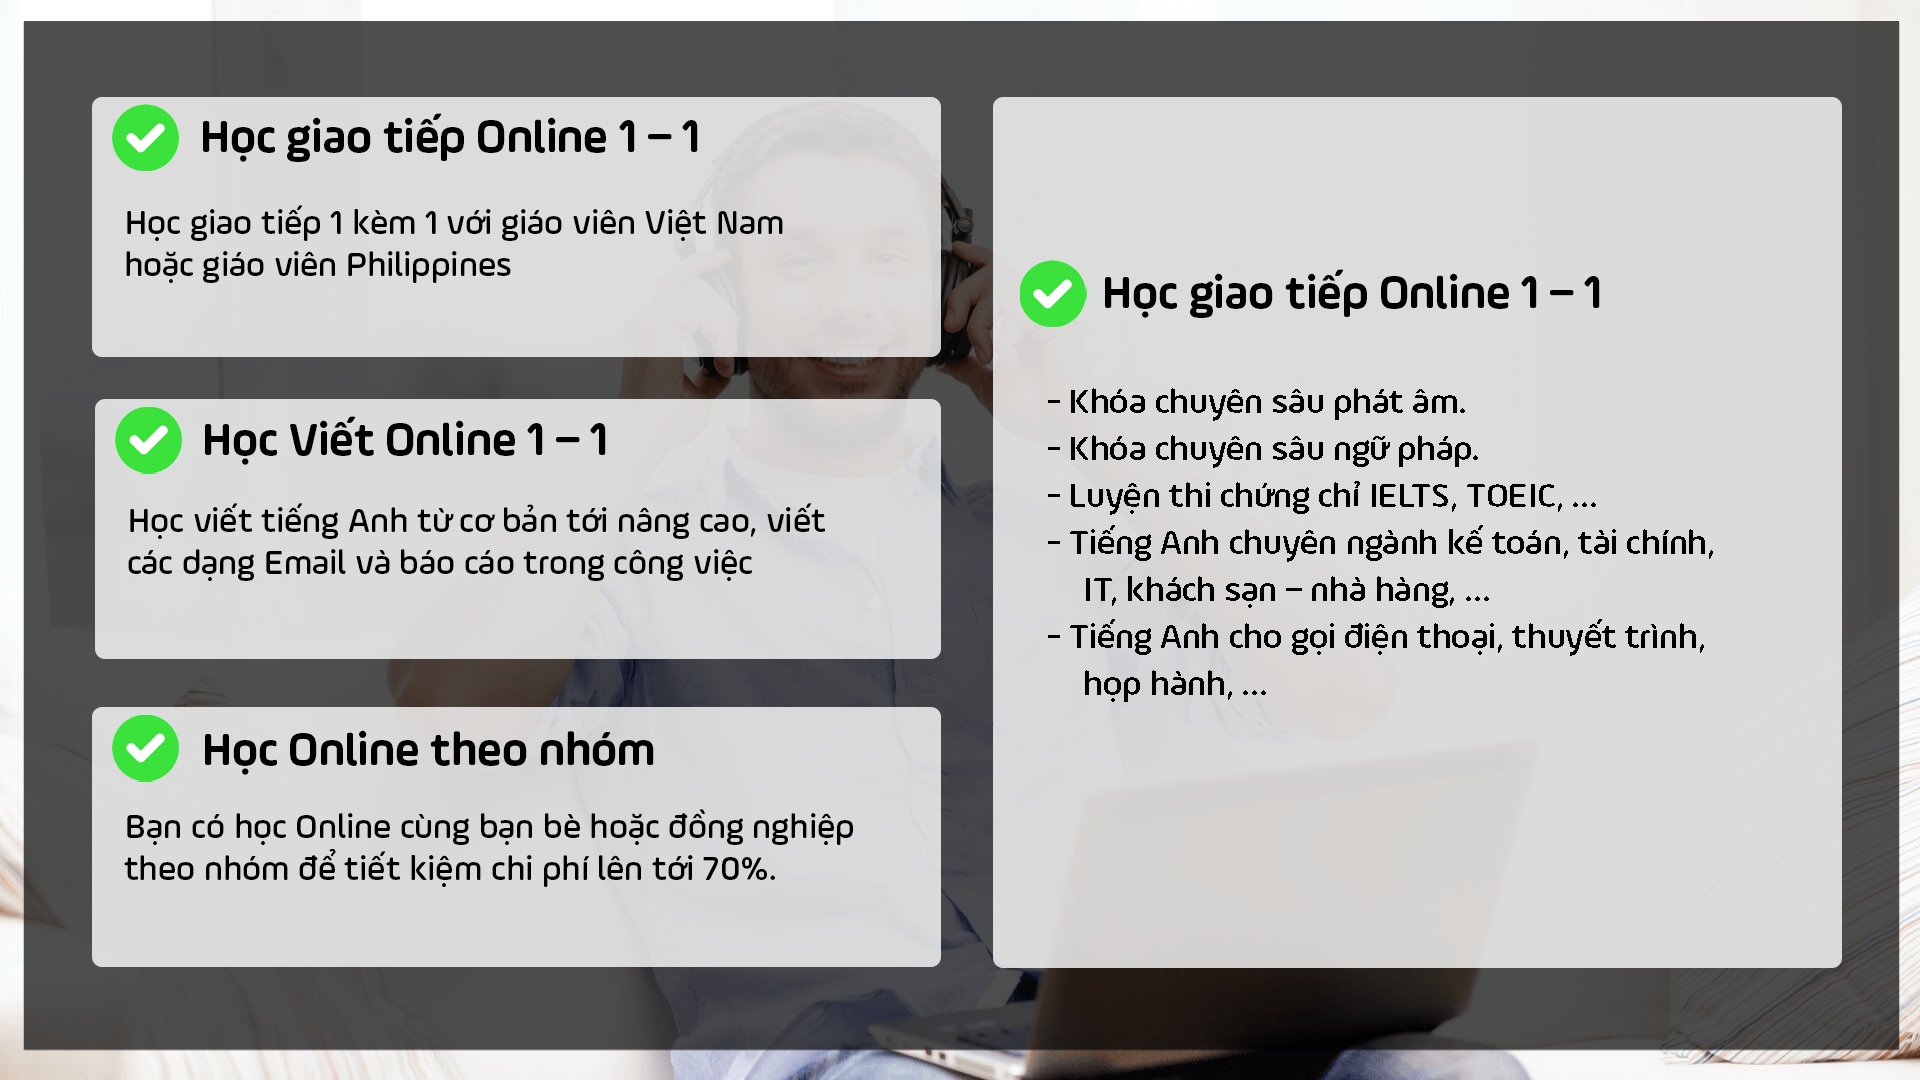 Học giao tiếp Online 1 – 1
Học giao tiếp 1 kèm 1 với giáo viên Việt Nam
hoặc giáo viên Philippines
Học Viết Online 1 – 1
Học viết tiếng Anh từ cơ bản tới nâng cao, viết
các dạng Email và báo cáo trong công việc
Học Online theo nhóm
Bạn có học Online cùng bạn bè hoặc đồng nghiệp
theo nhóm để tiết kiệm chi phí lên tới 70%.
Học giao tiếp Online 1 – 1
- Khóa chuyên sâu phát âm.
- Khóa chuyên sâu ngữ pháp.
- Luyện thi chứng chỉ IELTS, TOEIC, ...
- Tiếng Anh chuyên ngành kế toán, tài chính,
IT, khách sạn – nhà hàng, ...
- Tiếng Anh cho gọi điện thoại, thuyết trình,
họp hành, ...